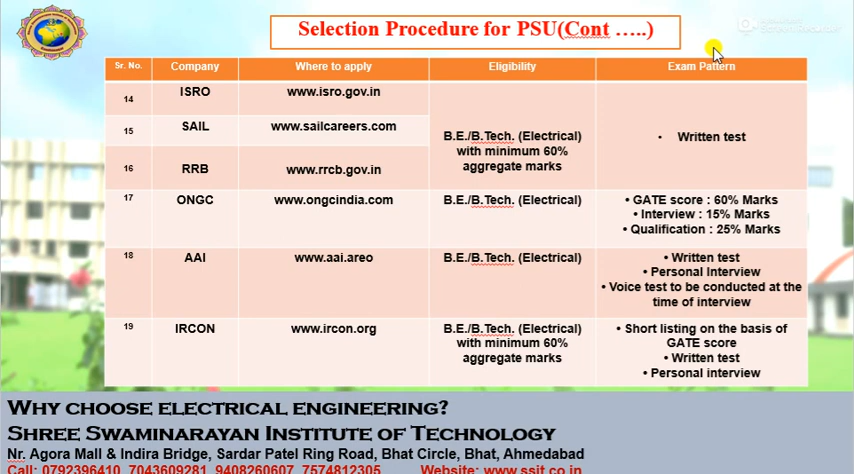 Selection Procedure for PSU(Cont …..)
Sr. No. Company Where to apply Eligibility Exam Pattern
14 ISRO www.isro.gov.in
15 SAIL www.sailcareers.com
16 RRB www.rrcb.gov.in
B.E./B.Tech. (Electrical)
with minimum 60%
aggregate marks
• Written test
17 ONGC www.ongcindia.com B.E./B.Tech. (Electrical) • GATE score : 60% Marks
• Interview : 15% Marks
• Qualification : 25% Marks
18 AAI www.aai.areo B.E./B.Tech. (Electrical) • Written test
• Personal Interview
• Voice test to be conducted at the
time of interview
19 IRCON www.ircon.org B.E./B.Tech. (Electrical) • Short listing on the basis of
with minimum 60% GATE score
aggregate marks • Written test
• Personal interview
WHY CHOOSE ELECTRICAL ENGINEERING?
SHREE SWAMINARAYAN INSTITUTE OF TECHNOLOGY
Nr. Agora Mall & Indira Bridge, Sardar Patel Ring Road, Bhat Circle, Bhat, Ahmedabad
Call: 0792396410, 7043609281, 9408260607, 7574812305 Website: www.ssit.co.in